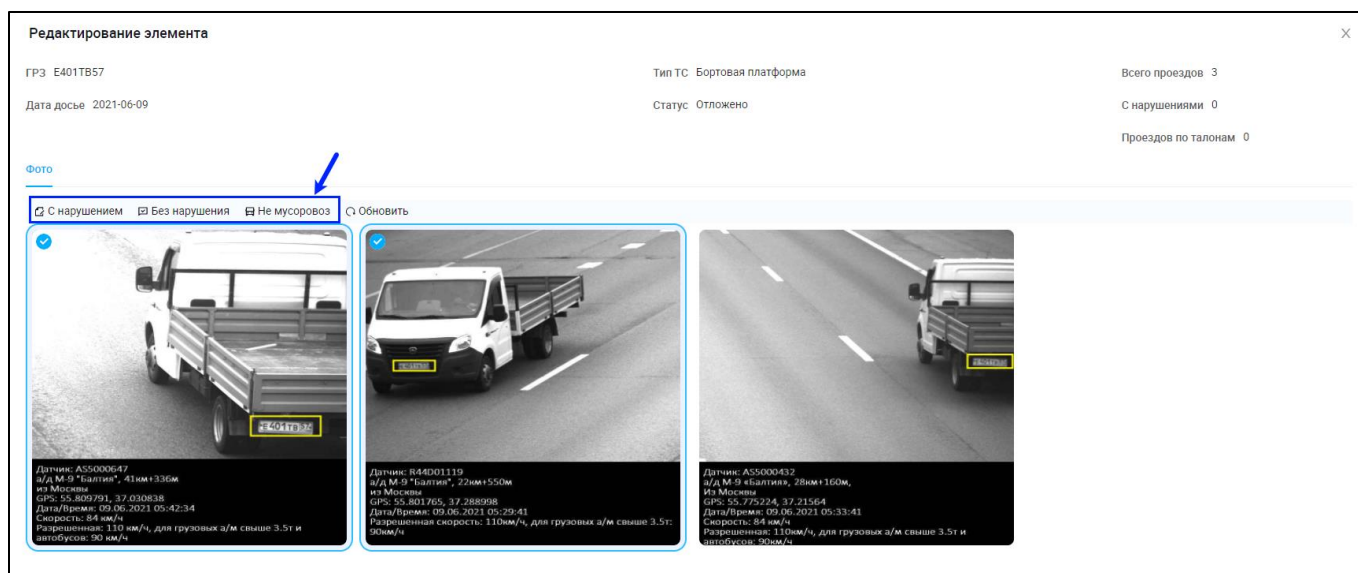 Редактирование элемента
ГРЗ Е401ТВ57 Тип ТС Бортовая платформа Всего проездов 3
Дата досье 2021-06-09 Статус Отложено С нарушениями 0
Проездов по талонам 0
Фото
С нарушением Без нарушения Не мусоровоз Обновить
Е401ТВ
Датчик: AS5000647
а/д М-9 "Балтия", 41км+336м
из Москвы
GPS: 55.809791, 37.030838
Дата/Время: 09.06.2021 05:42:34
Скорость: 84 км/ч
Разрешенная: 110 км/ч, для грузовых а/м свыше 3.5т и
автобусов: 90 км/ч
Датчик: R44D01119
а/д М-9 "Балтия", 22км+550м
из Москвы
GPS: 55.801765, 37.288998
Дата/Время: 09.06.2021 05:29:41
Разрешенная скорость: 110км/ч, для грузовых а/м свыше 3.5т:
90км/ч
Датчик: AS5000432
а/д М-9 «Балтия», 28км+160м,
Из Москвы
GPS: 55.775224, 37.21564
Дата/Время: 09.06.2021 05:33:41
Скорость: 84 км/ч
Разрешенная: 110км/ч, для грузовых а/м свыше 3.5т и
автобусов: 90км/ч